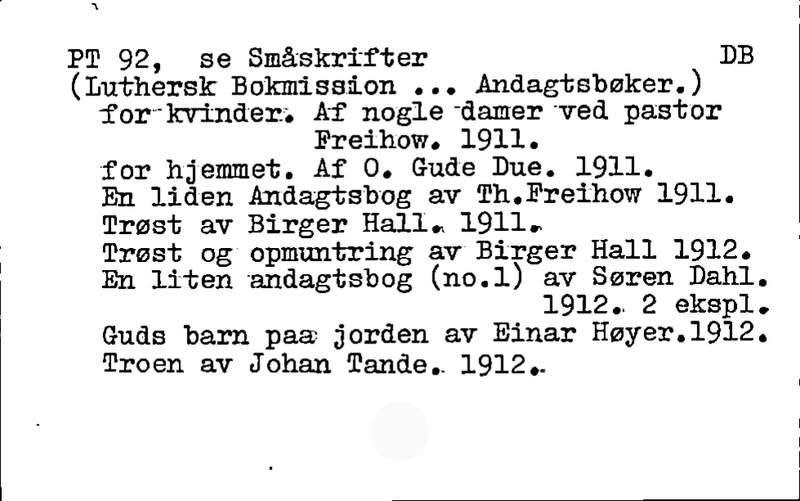 PT 92, se Småskrifter DB
(Luthersk Bokmission ... Andagtsbøker.)
for kvinder. Af nogle damer ved pastor
Freihow. 1911.
for hjemmet. Af O. Gude Due. 1911.
En liden Andagtsbog av Th.Freihow 1911.
Trøst av Birger Hall. 1911.
Trøst og opmuntring av Birger Hall 1912.
En liten andagtsbog (no.1) av Søren Dahl.
1912. 2 ekspl.
Guds barn paa jorden av Einar Høyer.1912.
Troen av Johan Tande. 1912.